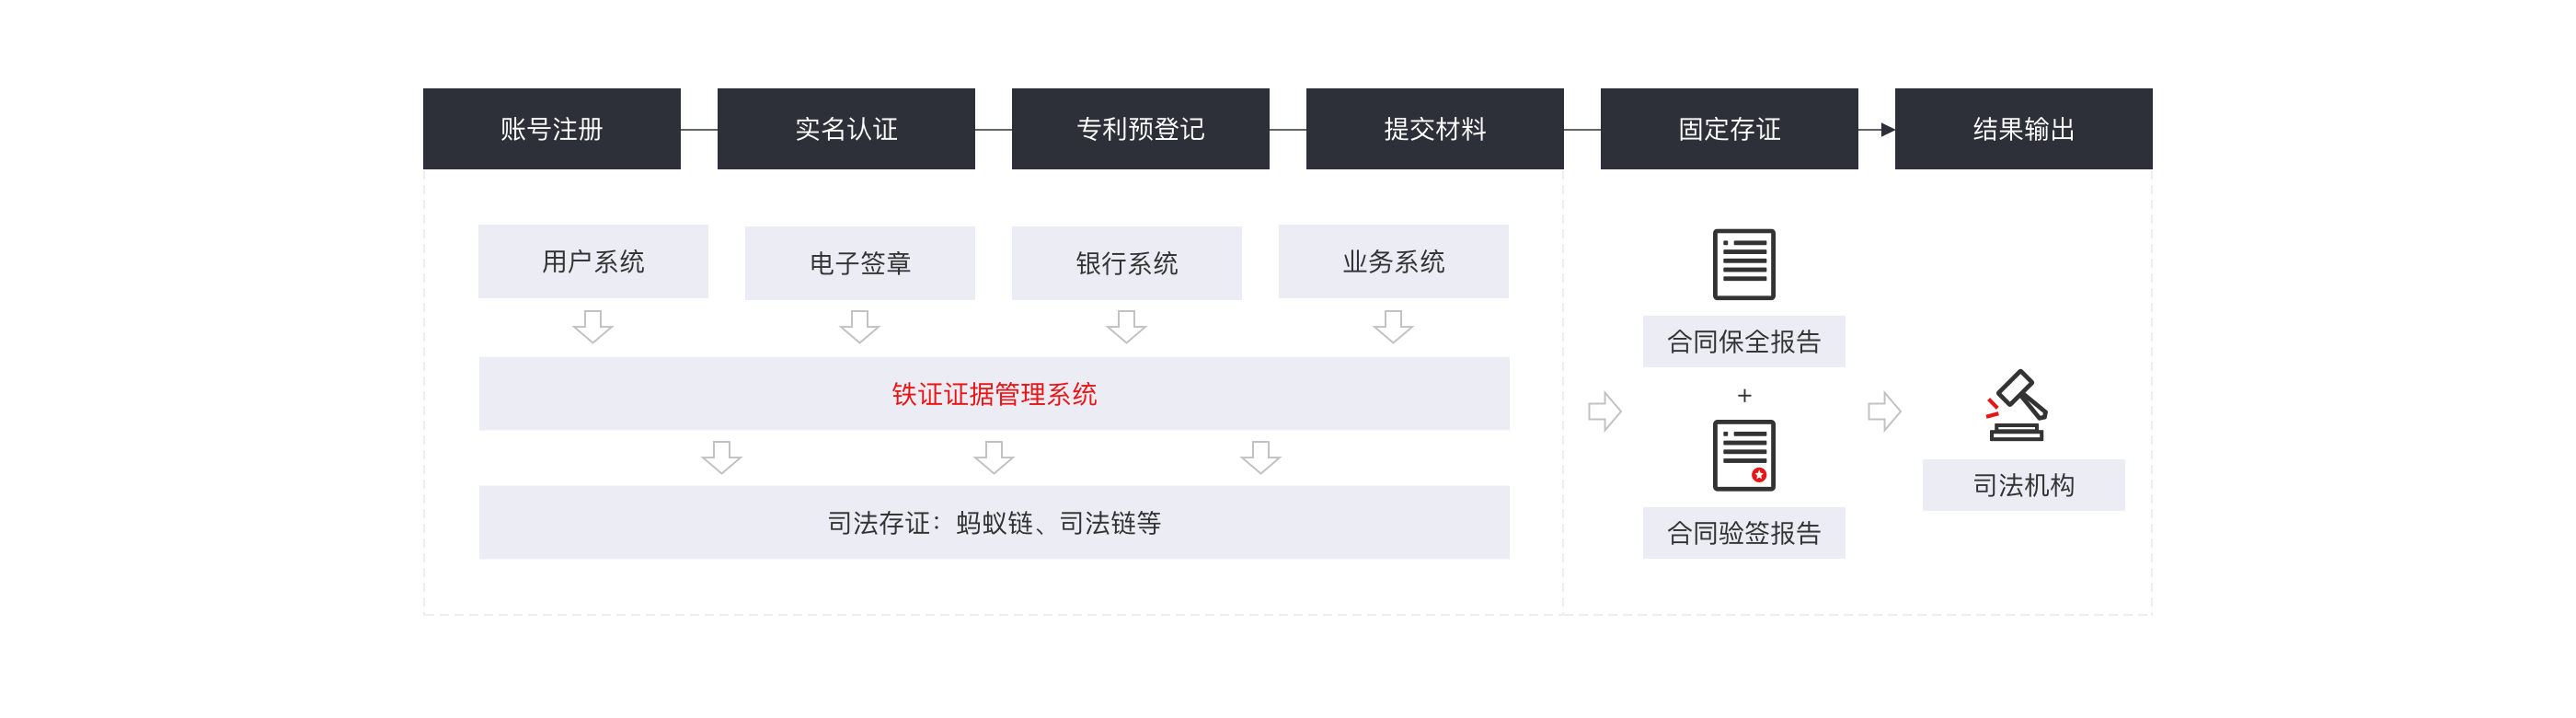 账号注册
实名认证
专利预登记
提交材料
固定存证
结果输出
用户系统
电子签章
银行系统
业务系统
铁证证据管理系统
司法存证：蚂蚁链、司法链等
合同保全报告
+
合同验签报告
司法机构